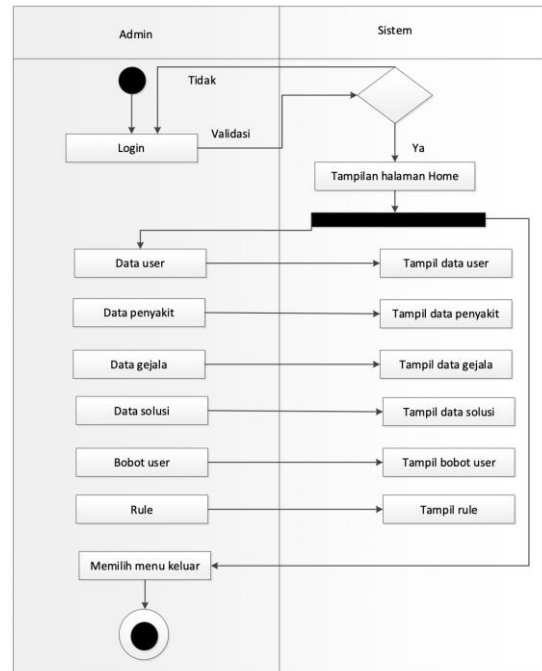 Admin
Sistem
Tidak
Login
Validasi
Ya
Tampilan halaman Home
Data user
Tampil data user
Data penyakit
Tampil data penyakit
Data gejala
Tampil data gejala
Data solusi
Tampil data solusi
Bobot user
Tampil bobot user
Rule
Tampil rule
Memilih menu keluar